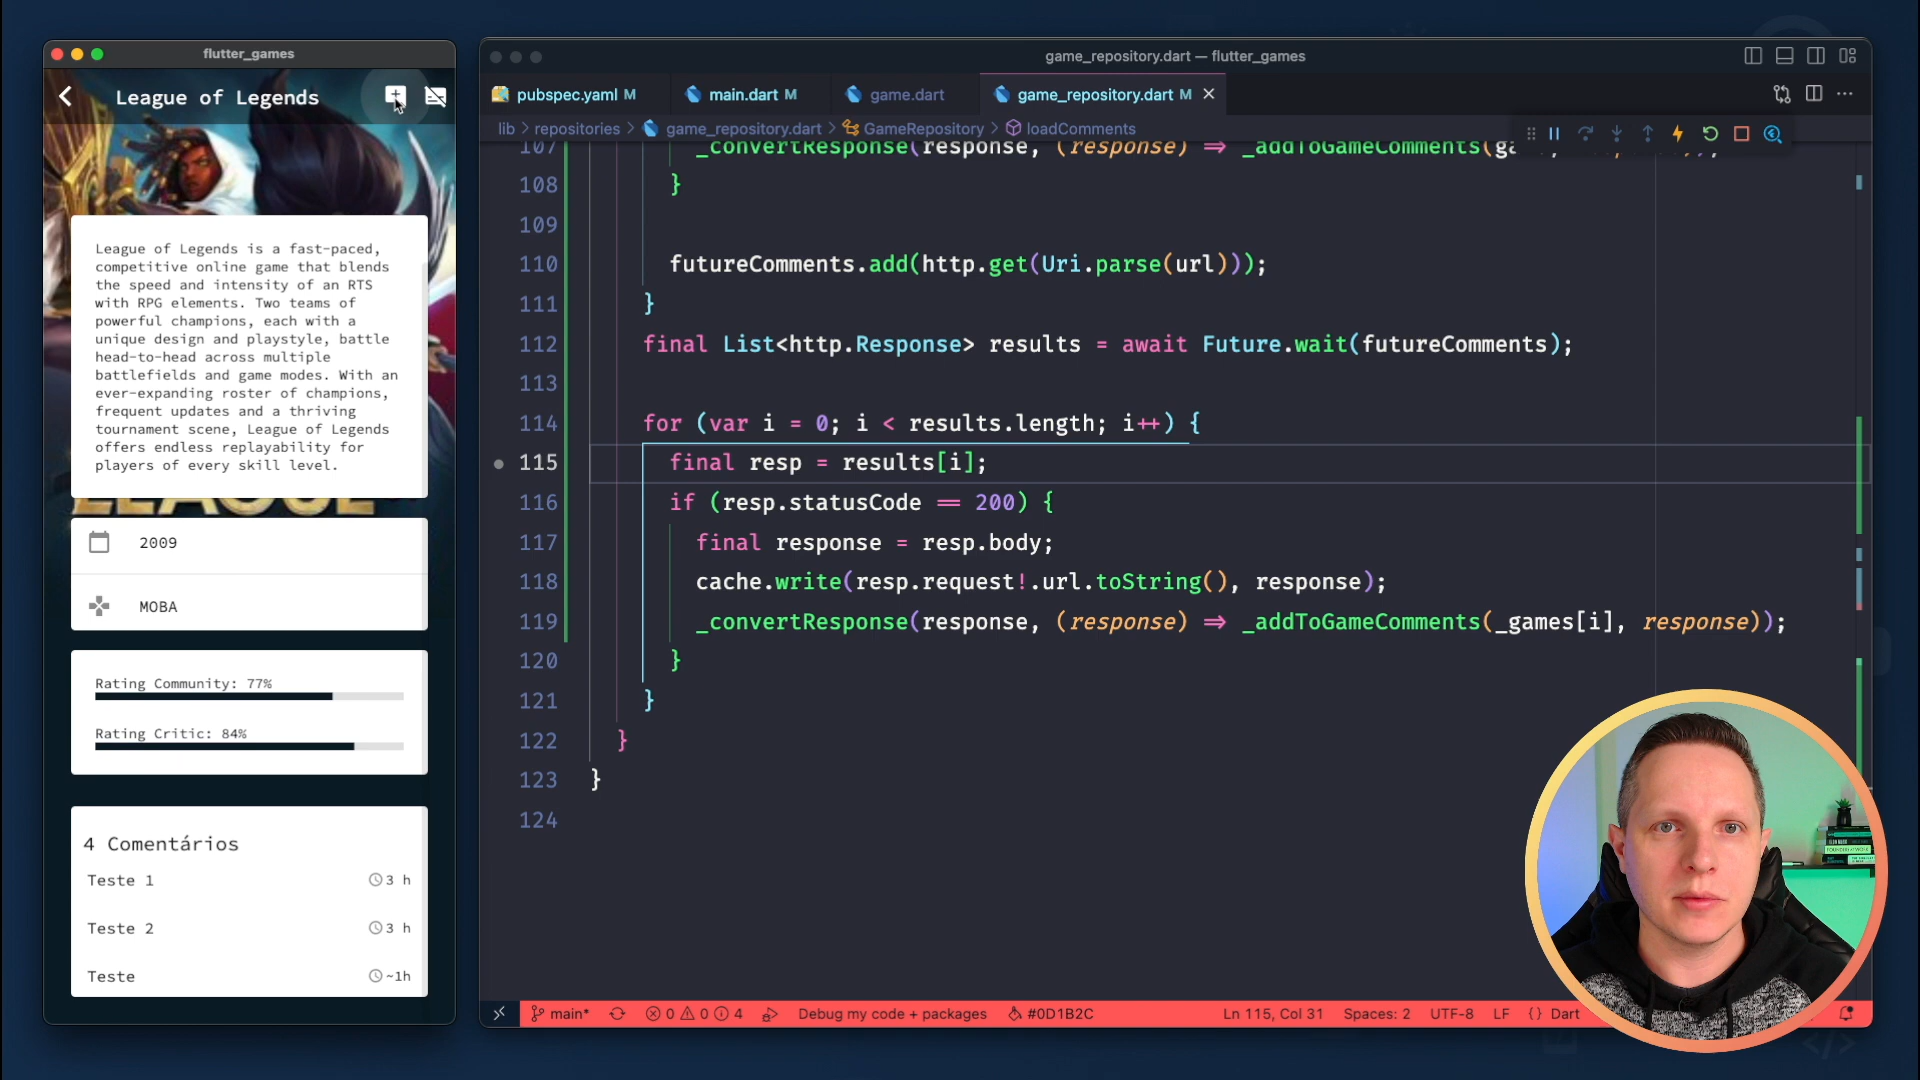 flutter_games
League of Legends
League of Legends is a fast-paced,
competitive online game that blends
the speed and intensity of an RTS
with RPG elements. Two teams of
powerful champions, each with a
unique design and playstyle, battle
head-to-head across multiple
battlefields and game modes. With an
ever-expanding roster of champions,
frequent updates and a thriving
tournament scene, League of Legends
offers endless replayability for
players of every skill level.
LEAGUE
2009
MOBA
Rating Community: 77%
Rating Critic: 84%
4 Comentários
Teste 1 3 h
Teste 2 3 h
Teste ~1h
game_repository.dart — flutter_games
pubspec.yaml M main.dart M game.dart game_repository.dart M
lib > repositories > game_repository.dart > GameRepository > loadComments
107 _convertResponse(response, (response) => _addToGameComments(
108 }
109
110 futureComments.add(http.get(Uri.parse(url)));
111 }
112 final List<http.Response> results = await Future.wait(futureComments);
113
114 for (var i = 0; i < results.length; i++) {
115 final resp = results[i];
116 if (resp.statusCode == 200) {
117 final response = resp.body;
118 cache.write(resp.request!.url.toString(), response);
119 _convertResponse(response, (response) => _addToGameComments(_games[i], response));
120 }
121 }
122 }
123 }
124
main* 0 0 4 Debug my code + packages #0D1B2C Ln 115, Col 31 Spaces: 2 UTF-8 LF {} Dart